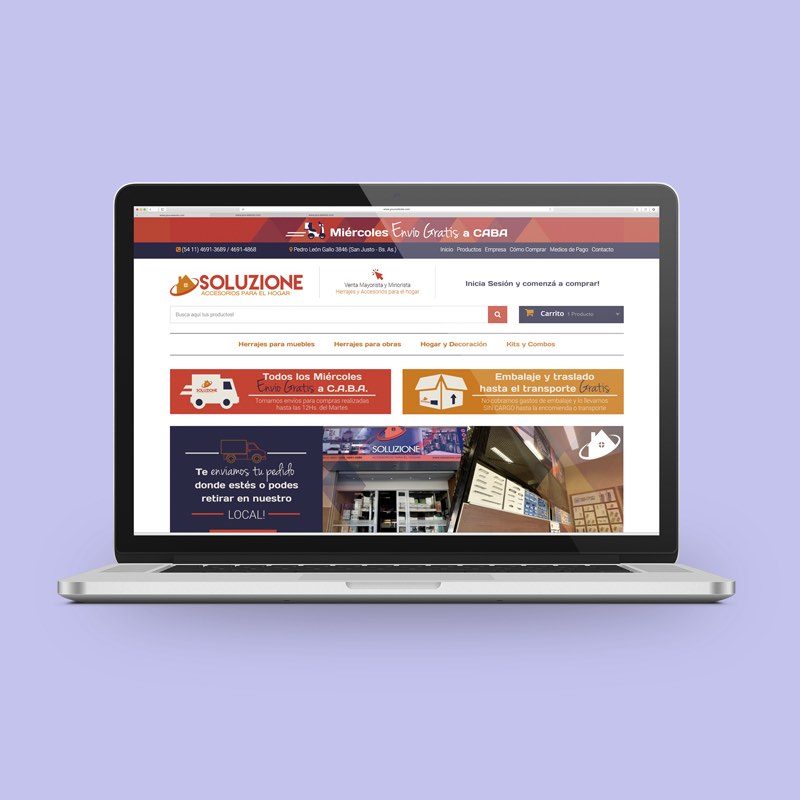 Miércoles Envio Gratis a CABA
(54 11) 4691-3689 / 4691-4868
Pedro León Gallo 3846 (San Justo - Bs. As.)
Inicio Productos Empresa Cómo Comprar Medios de Pago Contacto
SOLUZIONE
ACCESORIOS PARA EL HOGAR
Venta Mayorista y Minorista
Herrajes y Accesorios para el hogar
Inicia Sesión y comenzá a comprar!
Busca aquí tus productos!
Carrito 1 Producto
Herrajes para muebles Herrajes para obras Hogar y Decoración Kits y Combos
SOLUZIONE
Todos los Miércoles
Envio Gratis a C.A.B.A.
Tomamos envíos para compras realizadas
hasta las 12Hs. del Martes
Embalaje y traslado
hasta el transporte Gratis
No cobramos gastos de embalaje y lo llevamos
SIN CARGO hasta la encomienda o transporte
Te enviamos tu pedido
donde estés o podes
retirar en nuestro
LOCAL!
SOLUZIONE